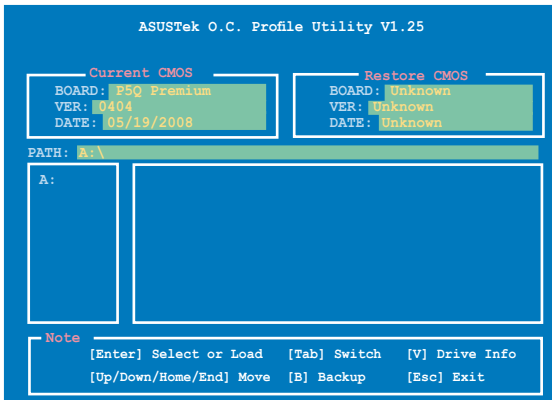 ASUSTek O.C. Profile Utility V1.25
Current CMOS
BOARD: P5Q Premium
VER: 0404
DATE: 05/19/2008
Restore CMOS
BOARD: Unknown
VER: Unknown
DATE: Unknown
PATH: A:\
A:
Note
[Enter] Select or Load [Tab] Switch [V] Drive Info
[Up/Down/Home/End] Move [B] Backup [Esc] Exit